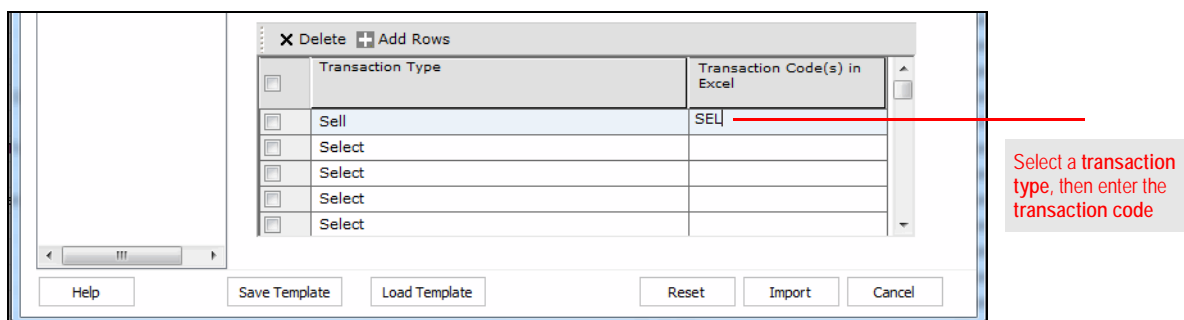 Delete Add Rows
Transaction Type
Transaction Code(s) in
Excel
Sell SEL
Select
Select
Select
Select
Select a transaction
type, then enter the
transaction code
Help Save Template Load Template Reset Import Cancel